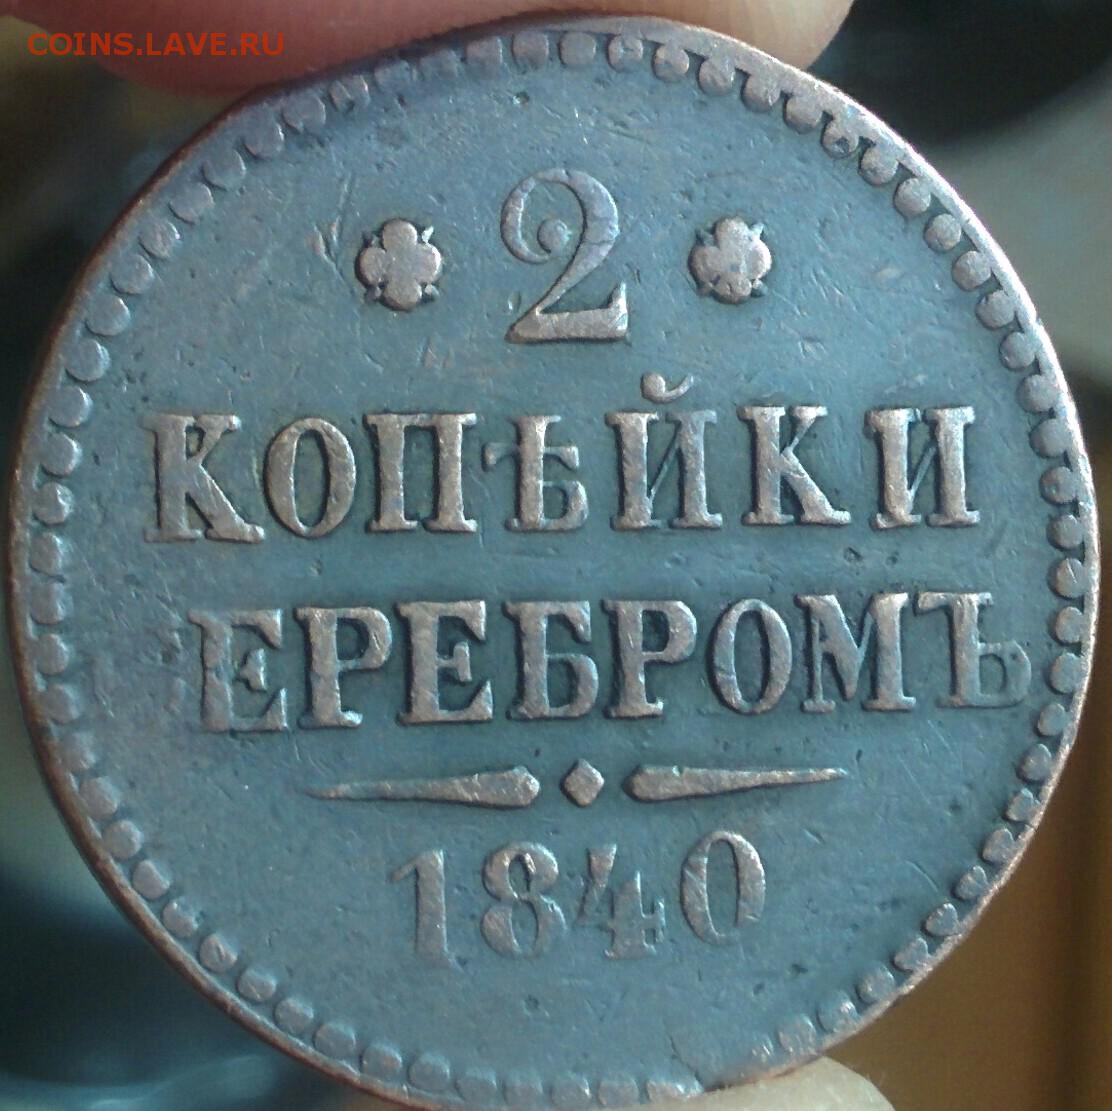 COINS.LAVE.RU
2
КОПѢЙКИ
ЕРЕБРОМЪ
1840